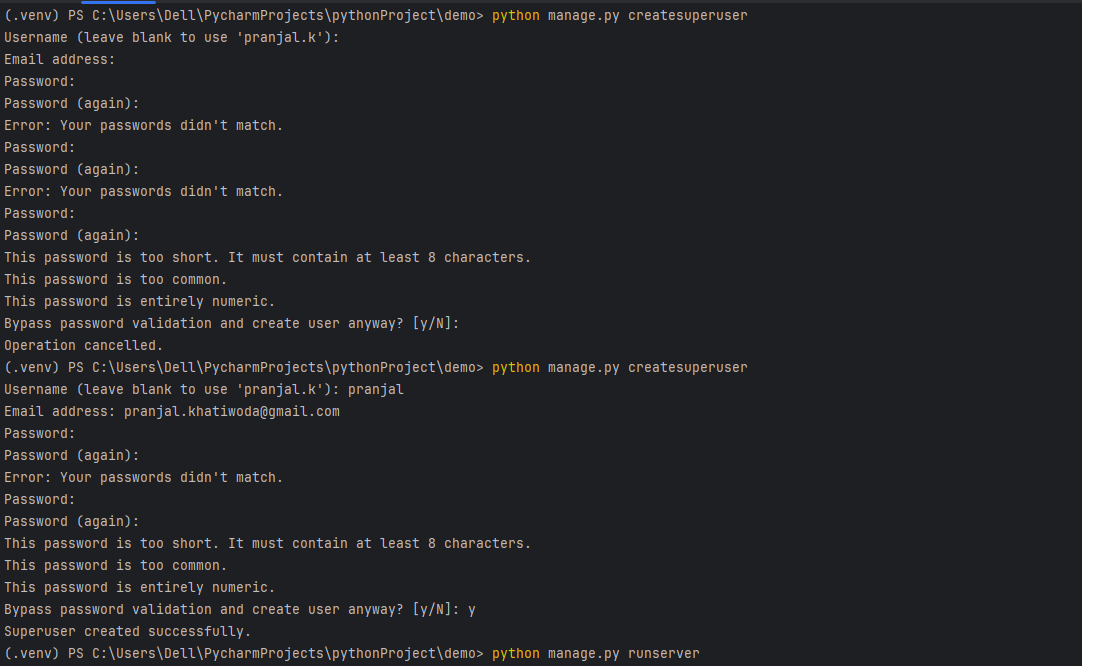 (.venv) PS C:\Users\Dell\PycharmProjects\pythonProject\demo> python manage.py createsuperuser
Username (leave blank to use 'pranjal.k'):
Email address:
Password:
Password (again):
Error: Your passwords didn't match.
Password:
Password (again):
Error: Your passwords didn't match.
Password:
Password (again):
This password is too short. It must contain at least 8 characters.
This password is too common.
This password is entirely numeric.
Bypass password validation and create user anyway? [y/N]:
Operation cancelled.
(.venv) PS C:\Users\Dell\PycharmProjects\pythonProject\demo> python manage.py createsuperuser
Username (leave blank to use 'pranjal.k'): pranjal
Email address: pranjal.khatiwoda@gmail.com
Password:
Password (again):
Error: Your passwords didn't match.
Password:
Password (again):
This password is too short. It must contain at least 8 characters.
This password is too common.
This password is entirely numeric.
Bypass password validation and create user anyway? [y/N]: y
Superuser created successfully.
(.venv) PS C:\Users\Dell\PycharmProjects\pythonProject\demo> python manage.py runserver